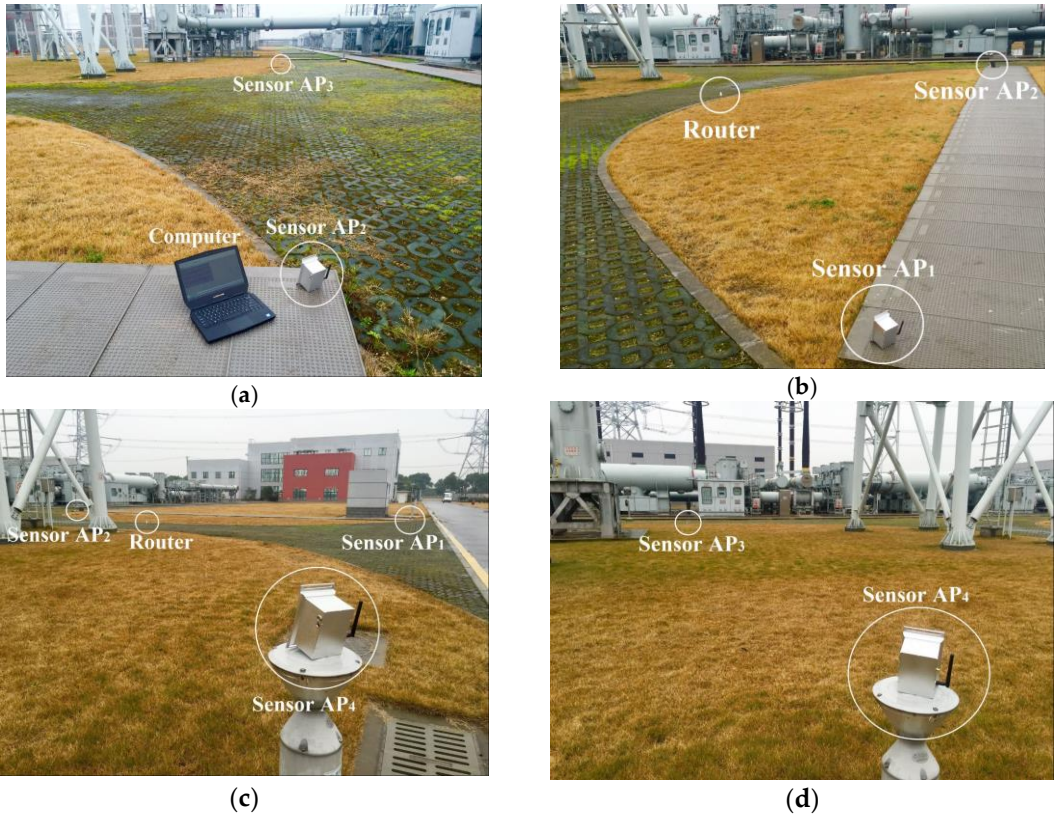 Sensor AP₃
Computer
Sensor AP₂
(a)
Router
Sensor AP₂
Sensor AP₁
(b)
Sensor AP₂
Router
Sensor AP₁
Sensor AP₄
(c)
Sensor AP₃
Sensor AP₄
(d)